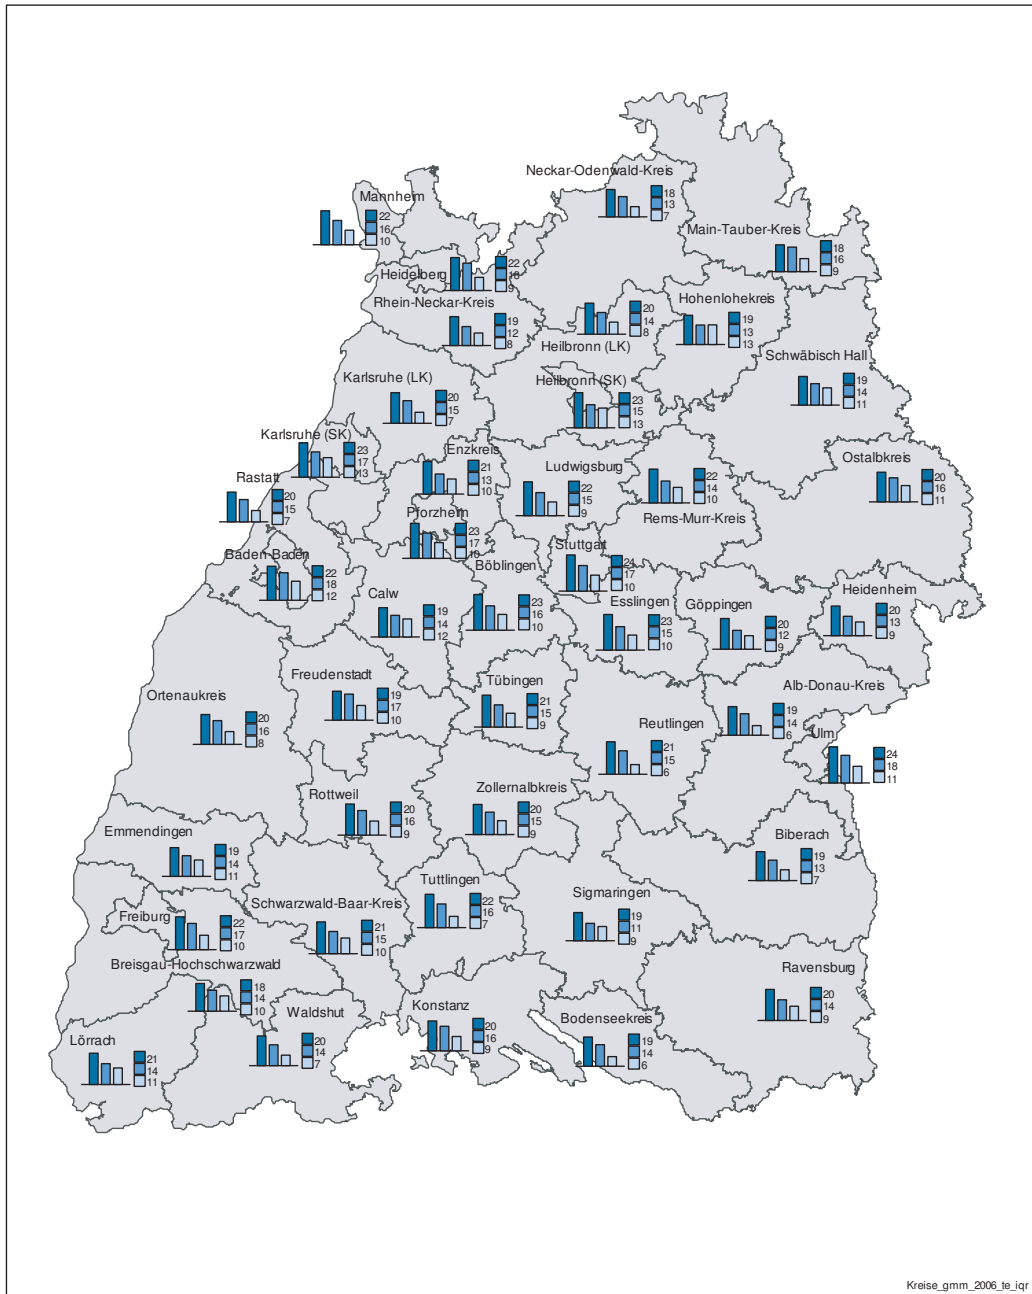 Neckar-Odenwald-Kreis
18
13
7
Mannheim
22
16
10
Main-Tauber-Kreis
18
16
9
Heidelberg
22
18
9
Rhein-Neckar-Kreis
19
12
8
Heilbronn (LK)
20
14
8
Hohenlohekreis
19
13
13
Schwäbisch Hall
19
14
11
Karlsruhe (LK)
20
15
7
Heilbronn (SK)
23
15
13
Karlsruhe (SK)
23
17
13
Enzkreis
21
13
10
Ludwigsburg
22
15
9
Rems-Murr-Kreis
22
14
10
Ostalbkreis
20
16
11
Rastatt
20
15
7
Pforzheim
23
17
10
Baden-Baden
22
18
12
Stuttgart
24
17
10
Böblingen
23
16
10
Calw
19
14
12
Esslingen
23
15
10
Göppingen
20
12
9
Heidenheim
20
13
9
Ortenaukreis
20
16
8
Freudenstadt
19
17
10
Tübingen
21
15
9
Reutlingen
21
15
6
Alb-Donau-Kreis
19
14
6
Ulm
24
18
11
Rottweil
20
16
9
Zollernalbkreis
20
15
9
Emmendingen
19
14
11
Biberach
19
13
7
Freiburg
22
17
10
Schwarzwald-Baar-Kreis
21
15
10
Tuttlingen
22
16
7
Sigmaringen
19
11
9
Breisgau-Hochschwarzwald
18
14
10
Ravensburg
20
14
9
Lörrach
21
14
11
Waldshut
20
14
7
Konstanz
20
16
9
Bodenseekreis
19
14
6
Kreise_gmm_2006_te_iqr